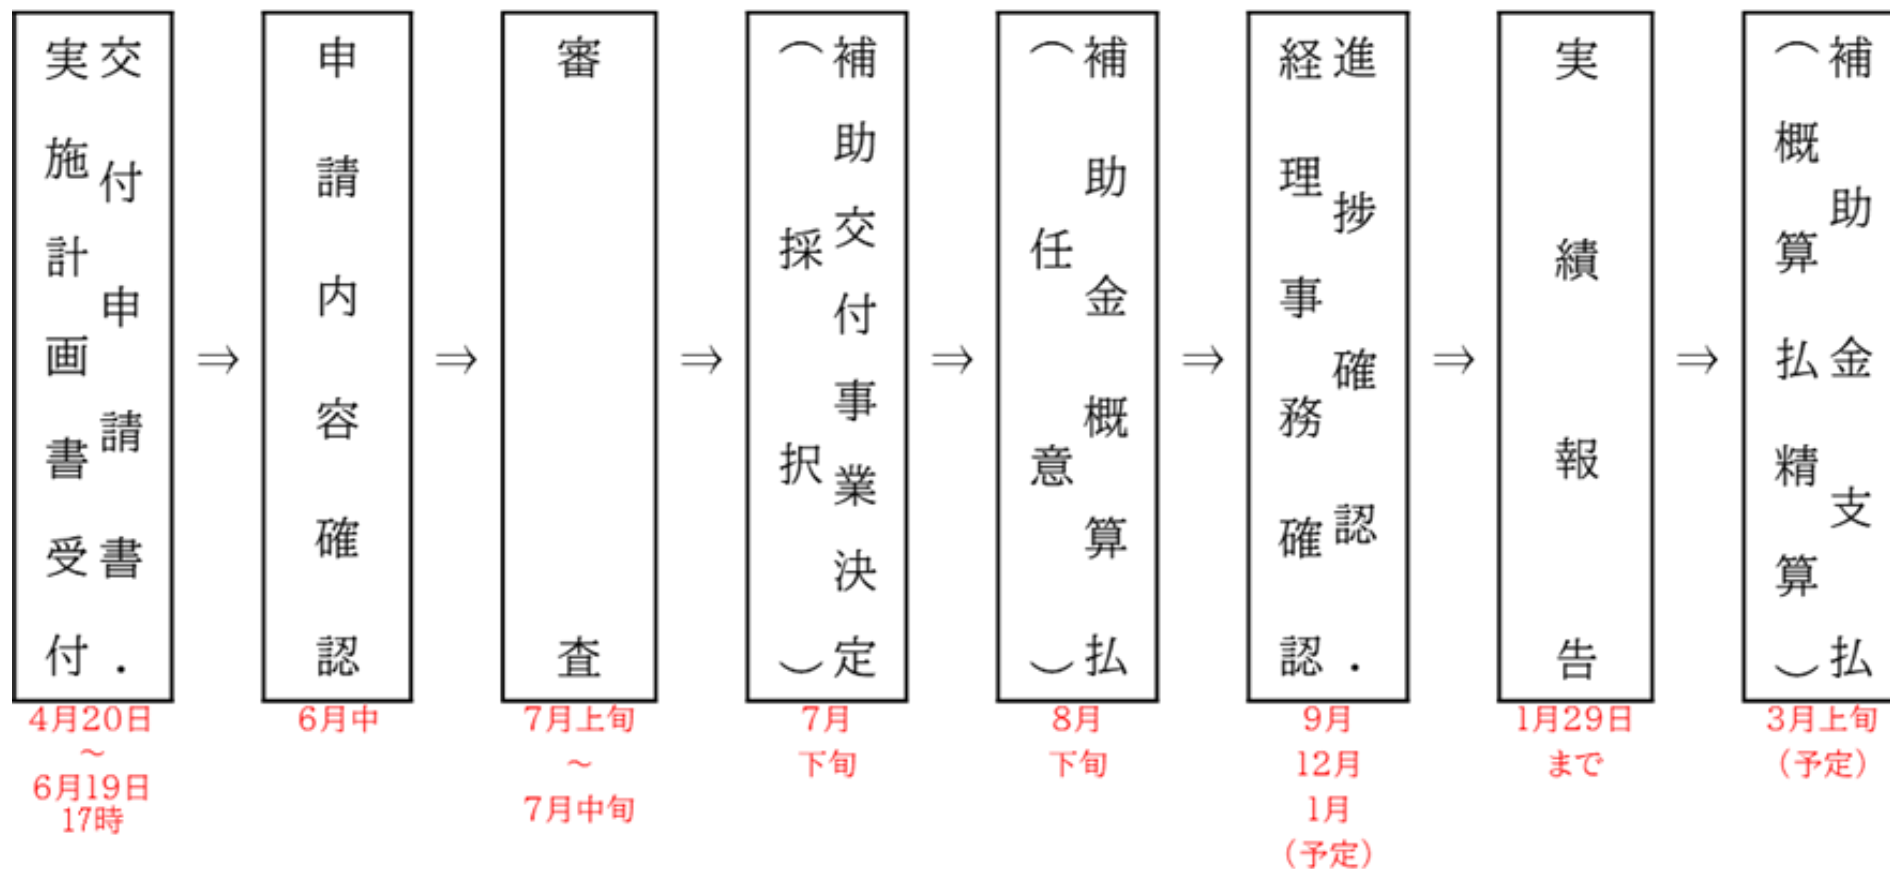 交付申請書・
実施計画書受付
4月20日
～
6月19日
17時
⇒
申請内容確認
6月中
⇒
審査
7月上旬
～
7月中旬
⇒
補助交付事業決定
（採択）
7月
下旬
⇒
補助金概算払
（任意）
8月
下旬
⇒
進捗確認・
経理事務確認
9月
12月
1月
（予定）
⇒
実績報告
1月29日
まで
⇒
補助金支払
（概算払精算）
3月上旬
（予定）